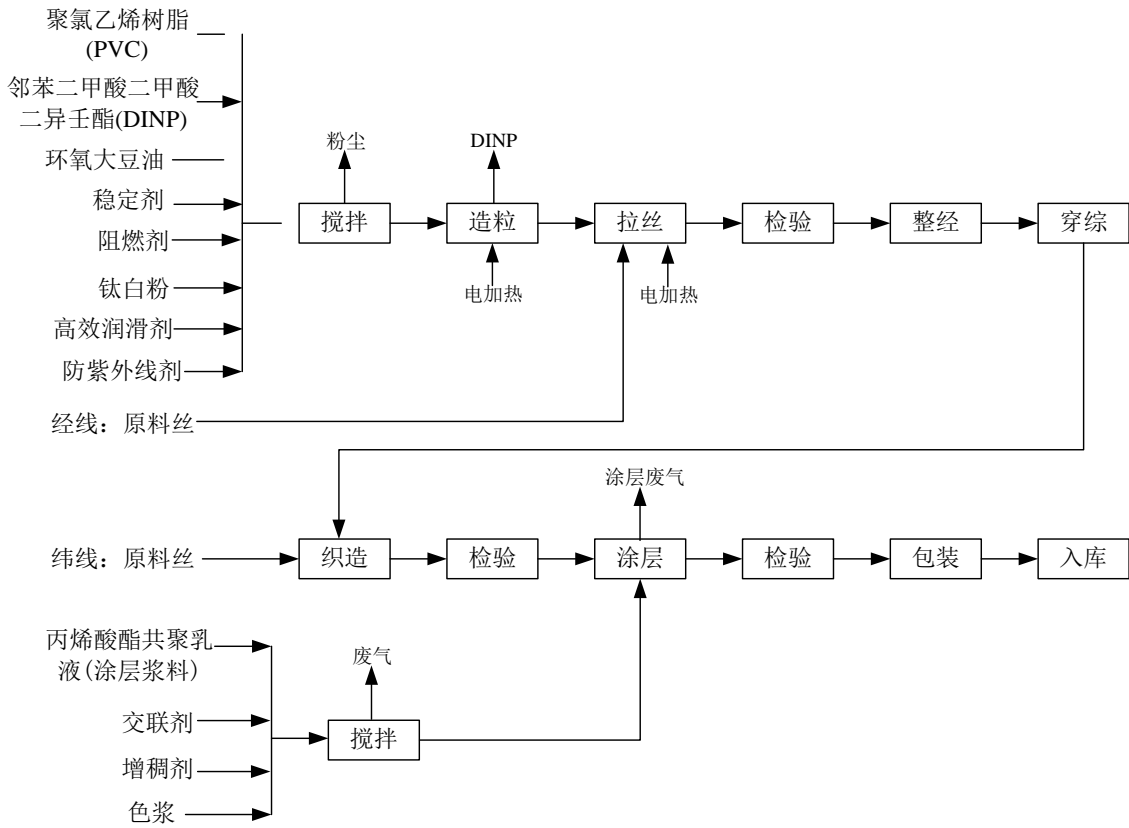 聚氯乙烯树脂
(PVC)
邻苯二甲酸二甲酸
二异壬酯(DINP)
环氧大豆油
稳定剂
阻燃剂
钛白粉
高效润滑剂
防紫外线剂
经线：原料丝
粉尘
DINP
搅拌
造粒
拉丝
检验
整经
穿综
电加热
电加热
涂层废气
纬线：原料丝
织造
检验
涂层
检验
包装
入库
丙烯酸酯共聚乳
液(涂层浆料)
交联剂
增稠剂
色浆
废气
搅拌